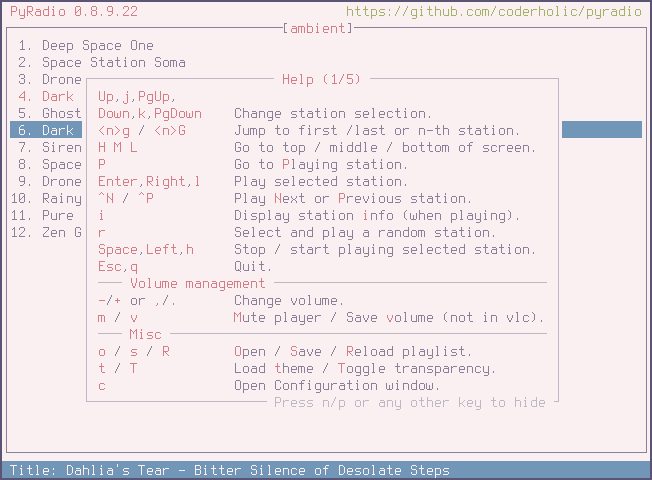 PyRadio 0.8.9.22 https://github.com/coderholic/pyradio
[ambient]
1. Deep Space One
2. Space Station Soma
3. Drone Help (1/5)
4. Dark Up,j,PgUp,
5. Ghost Down,k,PgDown Change station selection.
6. Dark <n>g / <n>G Jump to first /last or n-th station.
7. Siren H M L Go to top / middle / bottom of screen.
8. Space P Go to Playing station.
9. Drone Enter,Right,l Play selected station.
10. Rainy ^N / ^P Play Next or Previous station.
11. Pure i Display station info (when playing).
12. Zen G r Select and play a random station.
Space,Left,h Stop / start playing selected station.
Esc,q Quit.
Volume management
-/+ or ,/. Change volume.
m / v Mute player / Save volume (not in vlc).
Misc
o / s / R Open / Save / Reload playlist.
t / T Load theme / Toggle transparency.
c Open Configuration window.
Press n/p or any other key to hide
Title: Dahlia's Tear - Bitter Silence of Desolate Steps